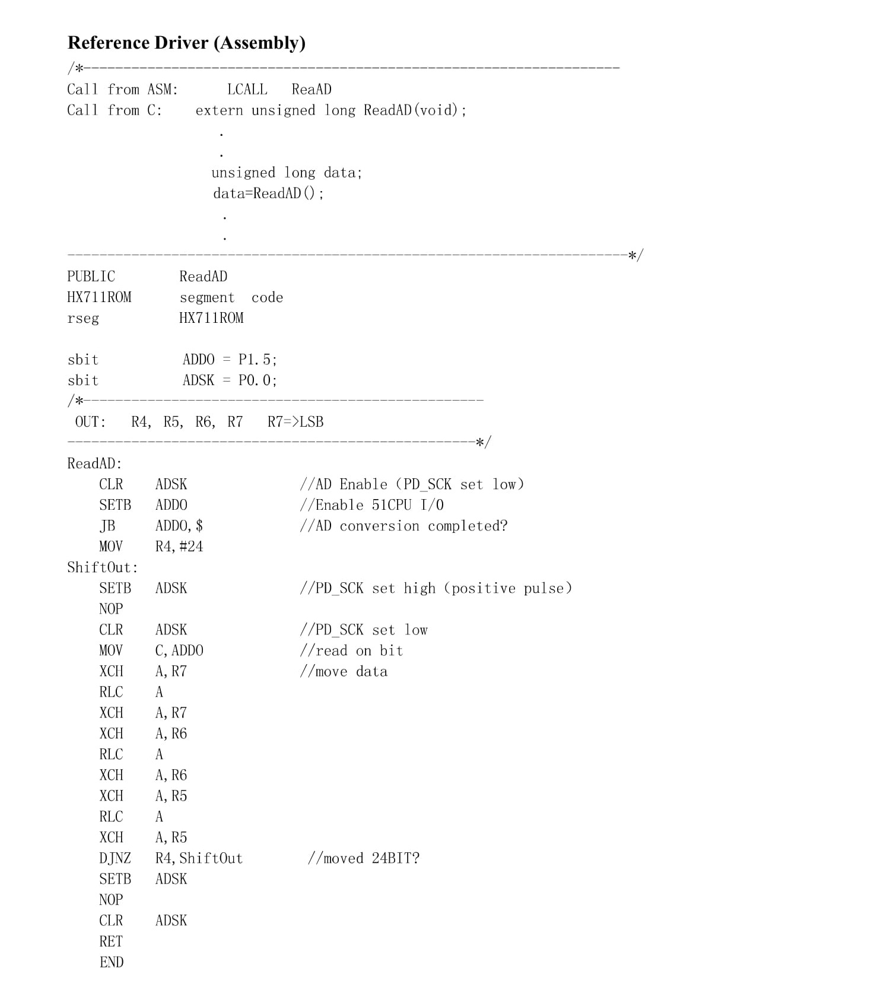 Reference Driver (Assembly)
/*-------------------------------------------------------------------
Call from ASM:      LCALL   ReaAD
Call from C:    extern unsigned long ReadAD(void);
.
.
unsigned long data;
data=ReadAD();
.
.
----------------------------------------------------------------------*/
PUBLIC        ReadAD
HX711ROM      segment  code
rseg          HX711ROM
sbit          ADDO = P1.5;
sbit          ADSK = P0.0;
/*--------------------------------------------------
OUT:   R4, R5, R6, R7   R7=>LSB
---------------------------------------------------*/
ReadAD:
CLR    ADSK              //AD Enable（PD_SCK set low）
SETB   ADDO              //Enable 51CPU I/0
JB     ADDO,$            //AD conversion completed?
MOV    R4,#24
ShiftOut:
SETB   ADSK              //PD_SCK set high（positive pulse）
NOP
CLR    ADSK              //PD_SCK set low
MOV    C,ADDO            //read on bit
XCH    A,R7              //move data
RLC    A
XCH    A,R7
XCH    A,R6
RLC    A
XCH    A,R6
XCH    A,R5
RLC    A
XCH    A,R5
DJNZ   R4,ShiftOut        //moved 24BIT?
SETB   ADSK
NOP
CLR    ADSK
RET
END